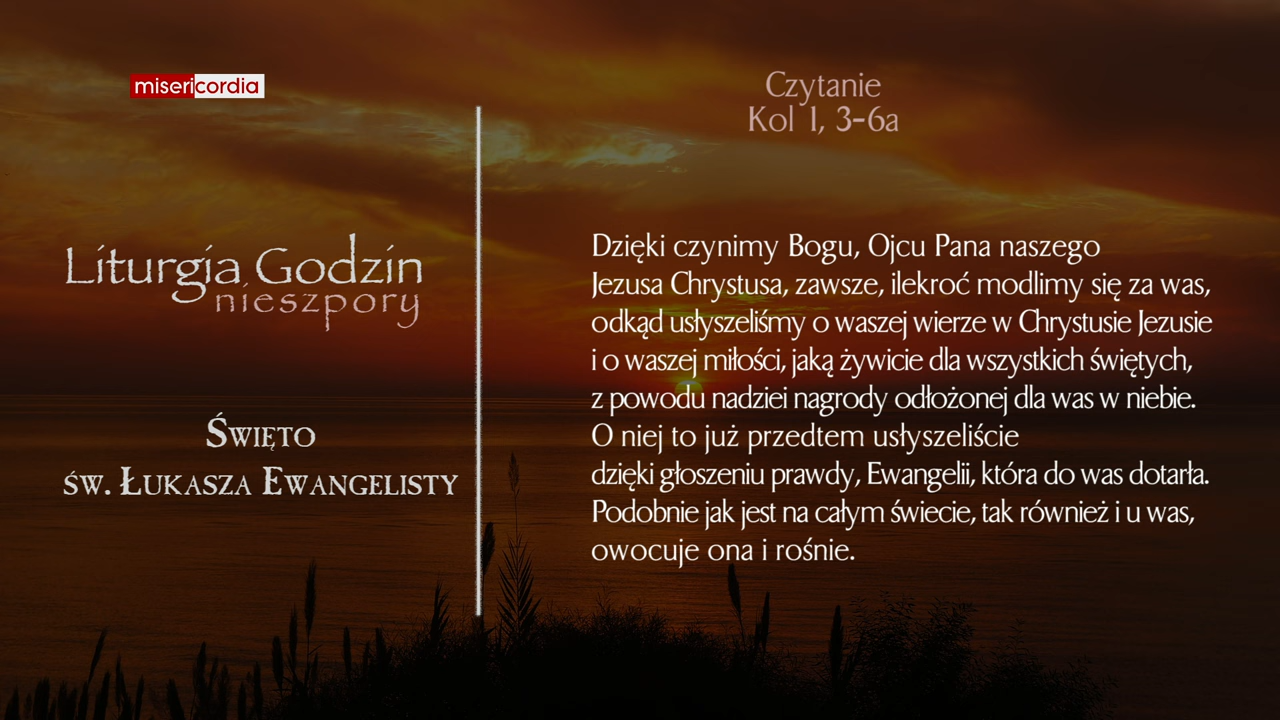 misericordia
Liturgia Godzin
nieszpory
Święto
św. Łukasza Ewangelisty
Czytanie
Kol 1, 3-6a
Dzięki czynimy Bogu, Ojcu Pana naszego
Jezusa Chrystusa, zawsze, ilekroć modlimy się za was,
odkąd usłyszeliśmy o waszej wierze w Chrystusie Jezusie
i o waszej miłości, jaką żywicie dla wszystkich świętych,
z powodu nadziei nagrody odłożonej dla was w niebie.
O niej to już przedtem usłyszeliście
dzięki głoszeniu prawdy, Ewangelii, która do was dotarła.
Podobnie jak jest na całym świecie, tak również i u was,
owocuje ona i rośnie.